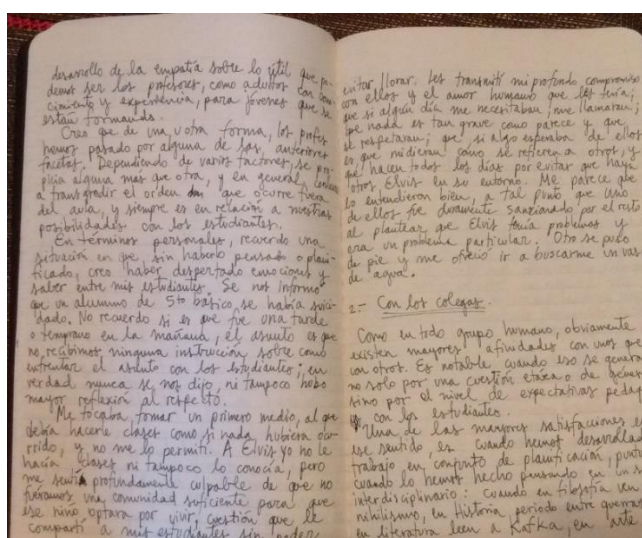 desarrollo de la empatía sobre lo útil que po-
demos ser los profesores, como adultos con cono-
cimiento y experiencia, para jóvenes que se
están formando.
Creo que de una u otra forma, los profes
hemos pasado por alguna de las anteriores
facetas. Dependiendo de varios factores, se pro-
picia alguna más que otra, y en general,
a transgredir el orden que ocurre fuera
del aula, y siempre es en relación a nuestras
posibilidades con los estudiantes.
En términos personales, recuerdo una
situación en que sin haberlo pensado o plani-
ficado, creo haber despertado emociones y
saber entre mis estudiantes. Se nos informó
que un alumno de 5to básico se había suici-
dado. No recuerdo si es que fue una tarde
o temprano en la mañana, el asunto es que
no, recibimos ninguna instrucción sobre como
enfrentar el asunto con los estudiantes; en
verdad nunca se nos dijo, ni tampoco hubo
mayor reflexión al respecto.
Me tocaba, tomar un primero medio, al que
debía hacerle clases como si nada hubiera ocu-
rrido, y no me lo permití. A Elvis yo no le
hacía clases ni tampoco lo conocía, pero
me sentía profundamente culpable de que no
fuéramos una comunidad suficiente para que
ese niño optara por vivir, cuestión que le
compartí a mis estudiantes sin poder
evitar llorar. Les transmití mi profundo compromiso
con ellos y el amor humano que les tenía;
que si algún día me necesitaban, me llamaran;
que nada es tan grave como parece y que
se respetaran; que si algo esperaba de ellos
es que midieran como se refieren a otros, y
que hacen todos los días por evitar que haya
otros Elvis en su entorno. Me parece que
lo entendieron bien, a tal punto que uno
de ellos fue duramente sancionado por el resto
al plantear que Elvis tenía problemas y
era un problema particular. Otro se puso
de pie y me ofreció ir a buscarme un vas-
de agua.
2.- Con los colegas.
Como en todo grupo humano, obviamente
existen mayores afinidades con unos que
con otros. Es notable, cuando eso se genera
no solo por una cuestión etárea o de géner
sino por el nivel de expectativas pedag
con los estudiantes.
Una de las mayores satisfacciones e
ese sentido, es cuando hemos desarrollad
trabajo en conjunto de planificación, puntu
cuando lo hemos hecho pensando en un
interdisciplinario: cuando en filosofía ven
nihilismo, en Historia periodo entre guerras
en literatura leen a Kafka, en arte